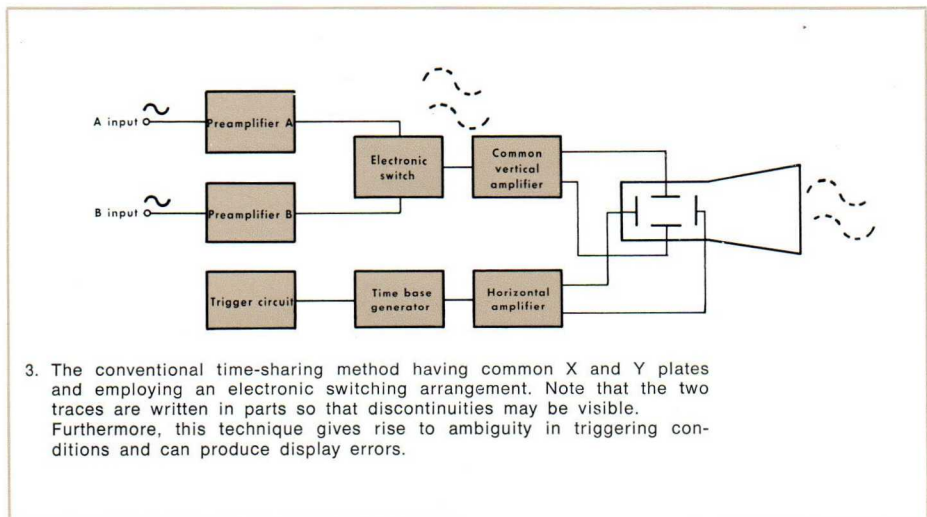 A input
Preamplifier A
Electronic
switch
Common
vertical
amplifier
B input
Preamplifier B
Trigger circuit
Time base
generator
Horizontal
amplifier
3. The conventional time-sharing method having common X and Y plates
and employing an electronic switching arrangement. Note that the two
traces are written in parts so that discontinuities may be visible.
Furthermore, this technique gives rise to ambiguity in triggering con-
ditions and can produce display errors.